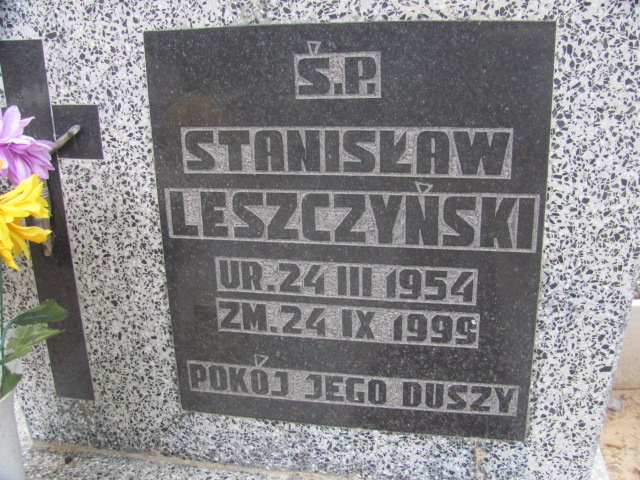 Ś.P.
STANISŁAW
LESZCZYŃSKI
UR. 24 III 1954
ZM. 24 IX 1999
POKÓJ JEGO DUSZY